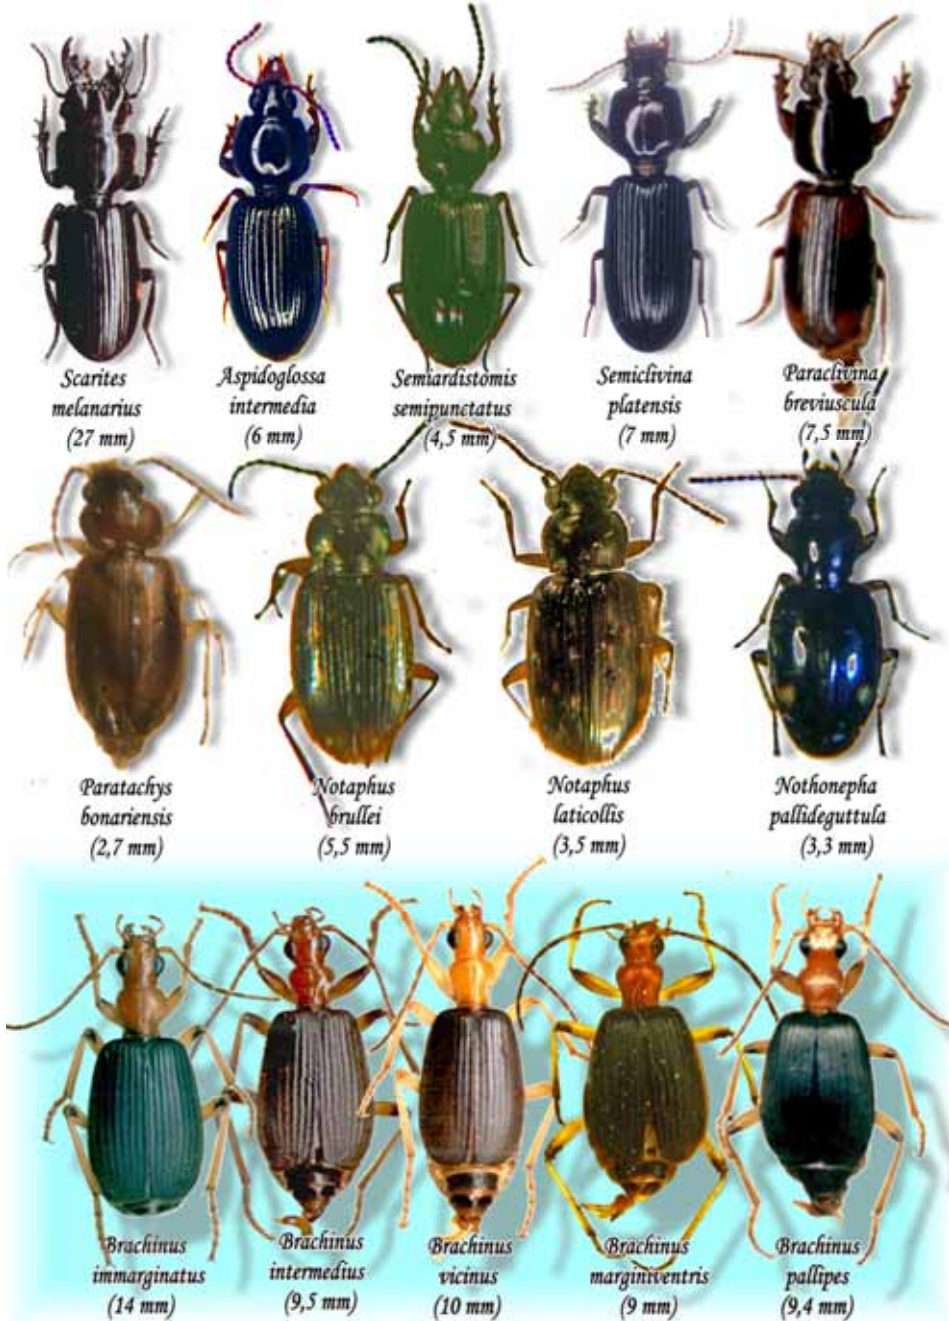 Scarites
melanarius
(27 mm)
Aspidoglossa
intermedia
(6 mm)
Semiardistomis
semipunctatus
(4,5 mm)
Semiclivina
platensis
(7 mm)
Paraclivina
breviuscula
(7,5 mm)
Paratachys
bonariensis
(2,7 mm)
Notaphus
brullei
(5,5 mm)
Notaphus
laticollis
(3,5 mm)
Nothonepha
pallideguttula
(3,3 mm)
Brachinus
immarginatus
(14 mm)
Brachinus
intermedius
(9,5 mm)
Brachinus
vicinus
(10 mm)
Brachinus
marginiventris
(9 mm)
Brachinus
pallipes
(9,4 mm)